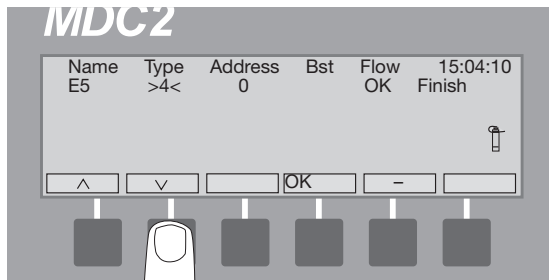 MDC2
Name Type Address Bst Flow 15:04:10
E5 >4< 0 OK Finish
OK –